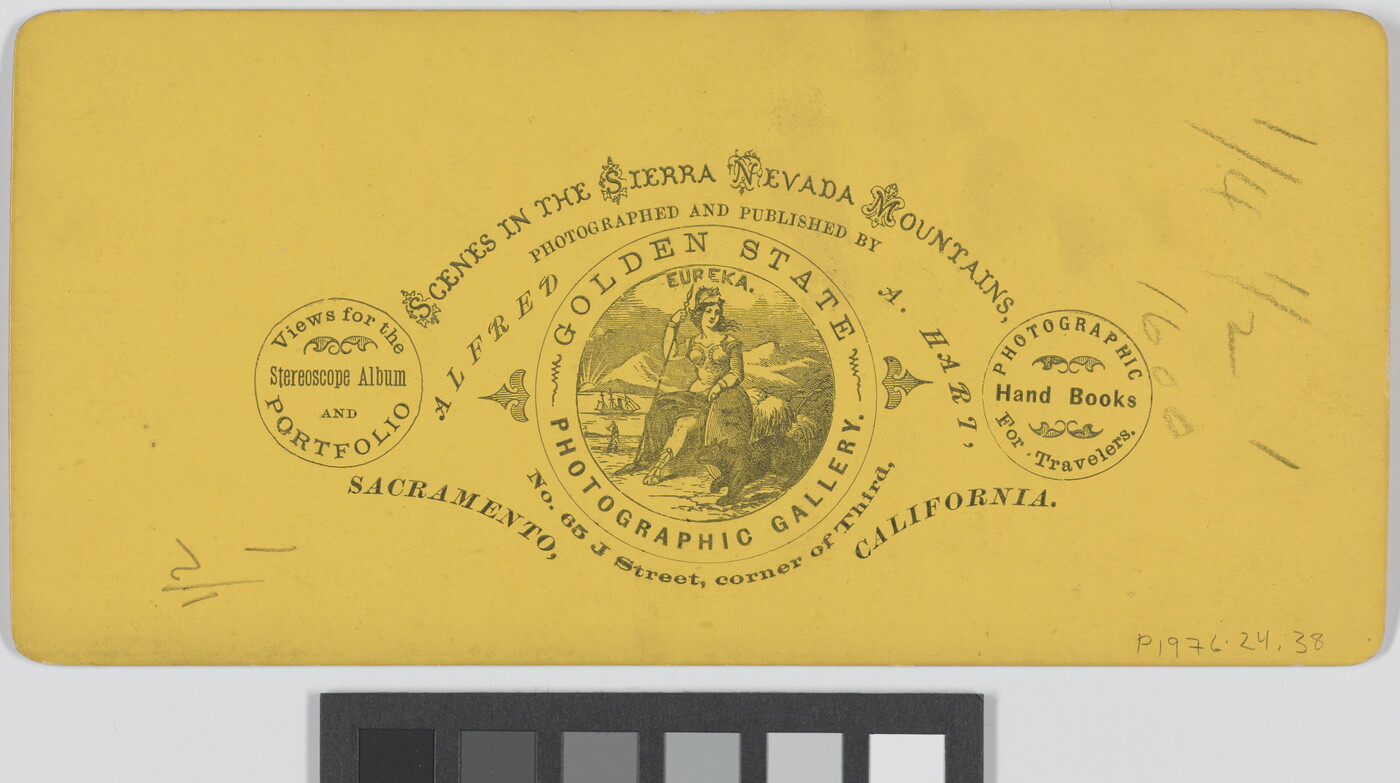 SCENES IN THE SIERRA NEVADA MOUNTAINS,
PHOTOGRAPHED AND PUBLISHED BY
ALFRED A. HART,
GOLDEN STATE
EUREKA.
PHOTOGRAPHIC GALLERY.
No. 65 J Street, corner of Third,
SACRAMENTO, CALIFORNIA.
Views for the
Stereoscope Album
AND
PORTFOLIO
PHOTOGRAPHIC
Hand Books
For Travelers.
1600
P1976.24.38